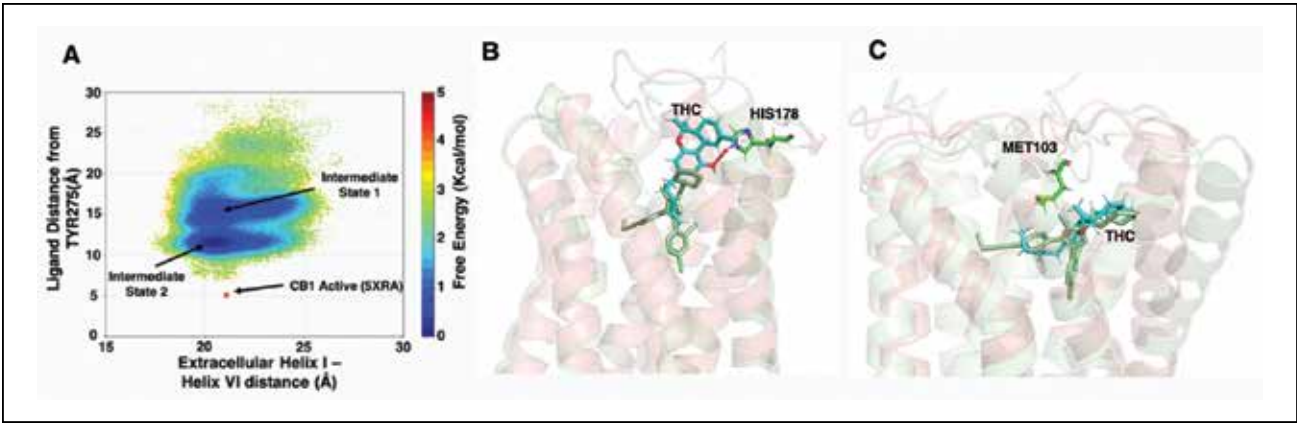 A
30
25
20
15
10
5
0
15
20
25
30
Ligand Distance from
TYR275(Å)
Extracellular Helix I –
Helix VI distance (Å)
Intermediate
State 1
Intermediate
State 2
CB1 Active (5XRA)
5
4
3
2
1
0
Free Energy (Kcal/mol)
B
THC
HIS178
C
MET103
THC